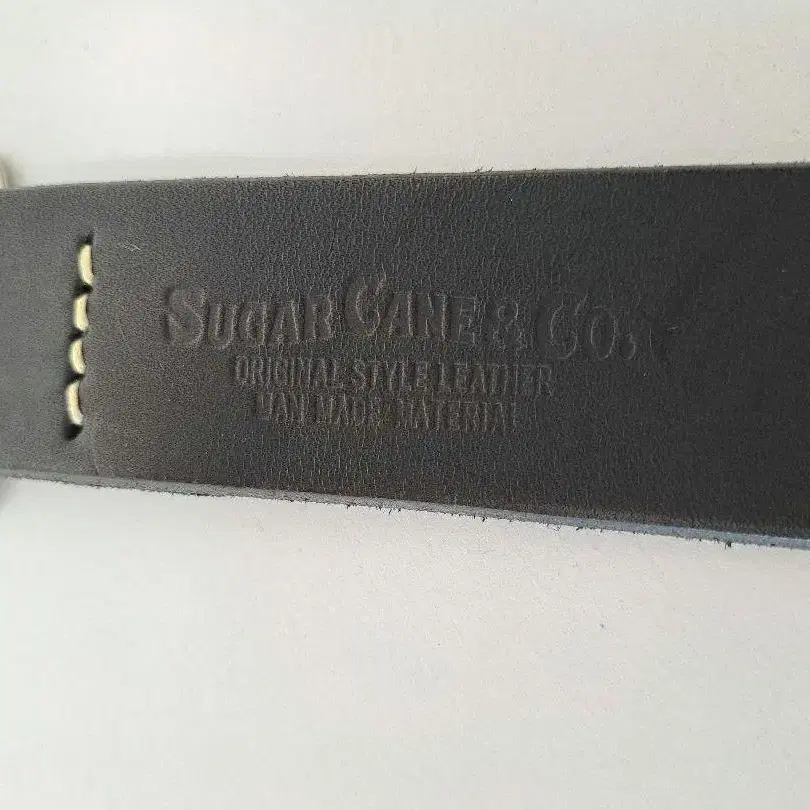 SUGAR CANE & CO.
ORIGINAL STYLE LEATHER
MAN MADE MATERIAL